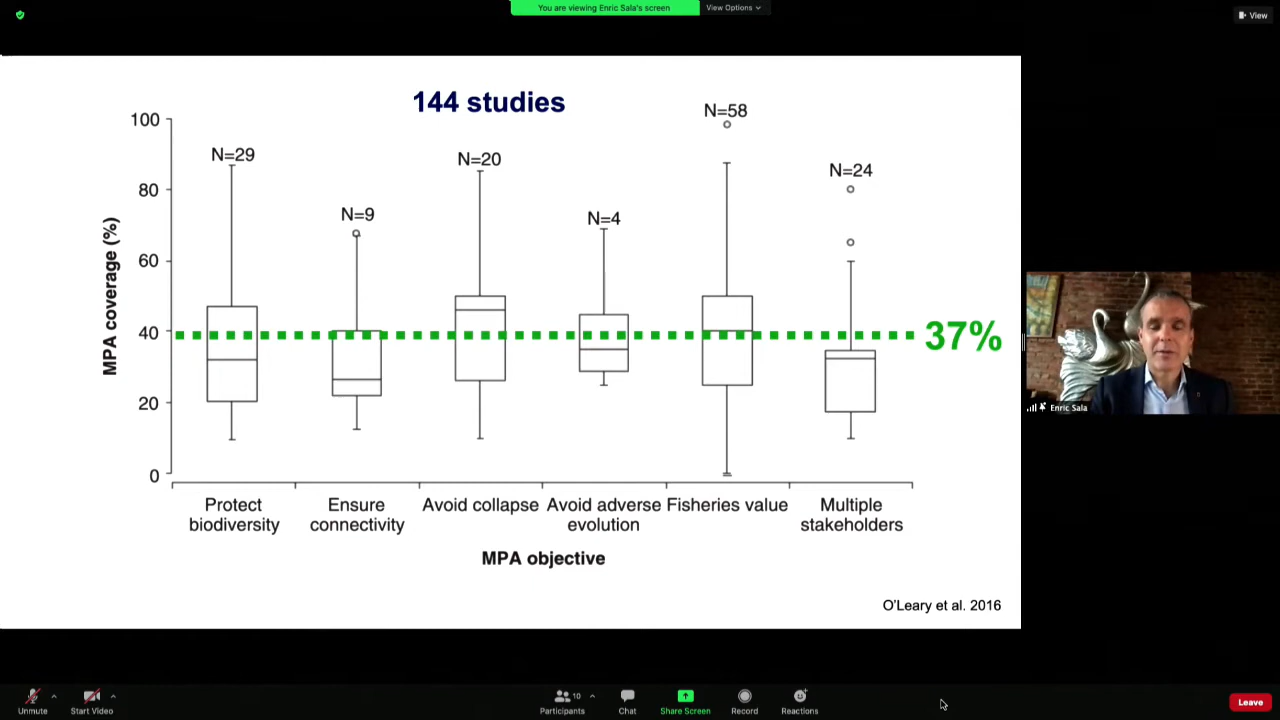 You are viewing Enric Sala's screen
View Options
View
144 studies
N=58
N=29
N=20
N=24
N=9
N=4
100
80
60
40
20
0
MPA coverage (%)
37%
Protect
biodiversity
Ensure
connectivity
Avoid collapse
Avoid adverse
evolution
Fisheries value
Multiple
stakeholders
MPA objective
O'Leary et al. 2016
Enric Sala
Unmute
Start Video
10
Participants
Chat
Share Screen
Record
Reactions
Leave